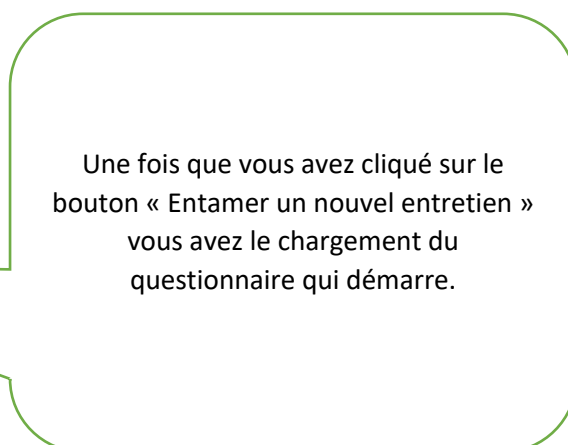 Une fois que vous avez cliqué sur le
bouton « Entamer un nouvel entretien »
vous avez le chargement du
questionnaire qui démarre.